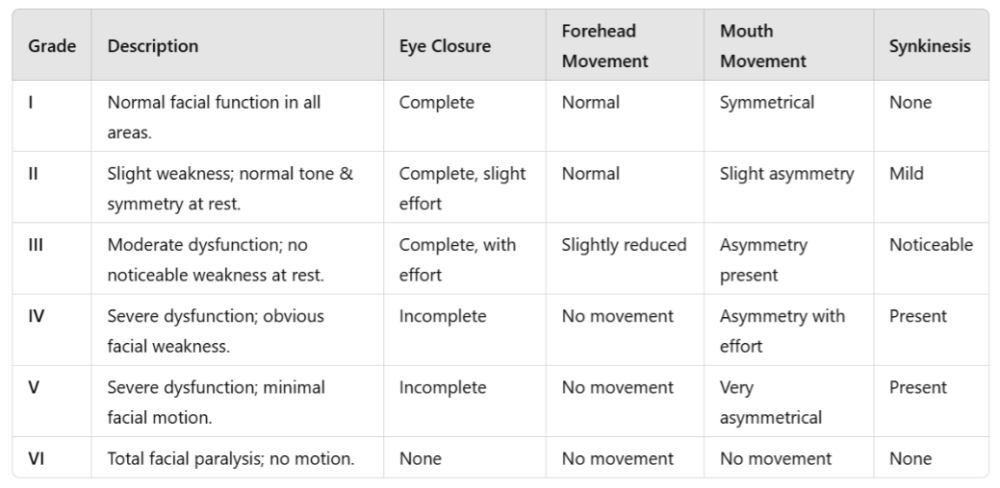 Grade Description Eye Closure Forehead Movement Mouth Movement Synkinesis
I Normal facial function in all areas. Complete Normal Symmetrical None
II Slight weakness; normal tone & symmetry at rest. Complete, slight effort Normal Slight asymmetry Mild
III Moderate dysfunction; no noticeable weakness at rest. Complete, with effort Slightly reduced Asymmetry present Noticeable
IV Severe dysfunction; obvious facial weakness. Incomplete No movement Asymmetry with effort Present
V Severe dysfunction; minimal facial motion. Incomplete No movement Very asymmetrical Present
VI Total facial paralysis; no motion. None No movement No movement None